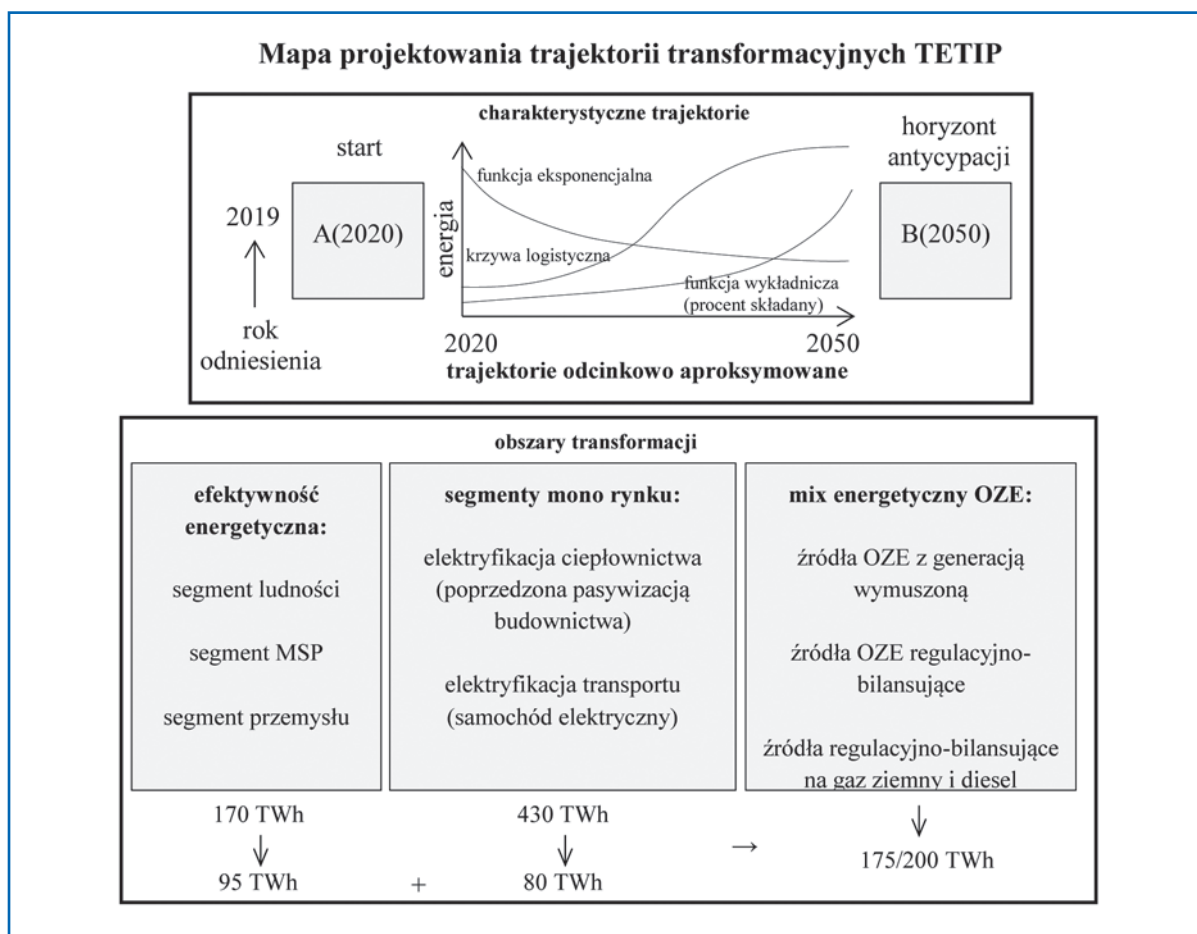 Mapa projektowania trajektorii transformacyjnych TETIP
charakterystyczne trajektorie
start
horyzont
antycypacji
2019
A(2020)
rok
odniesienia
energia
funkcja eksponencjalna
krzywa logistyczna
funkcja wykładnicza
(procent składany)
B(2050)
2020
2050
trajektorie odcinkowo aproksymowane
obszary transformacji
efektywność
energetyczna:
segment ludności
segment MSP
segment przemysłu
segmenty mono rynku:
elektryfikacja ciepłownictwa
(poprzedzona pasywizacją
budownictwa)
elektryfikacja transportu
(samochód elektryczny)
mix energetyczny OZE:
źródła OZE z generacją
wymuszoną
źródła OZE regulacyjno-
bilansujące
źródła regulacyjno-bilansujące
na gaz ziemny i diesel
170 TWh
430 TWh
175/200 TWh
95 TWh + 80 TWh